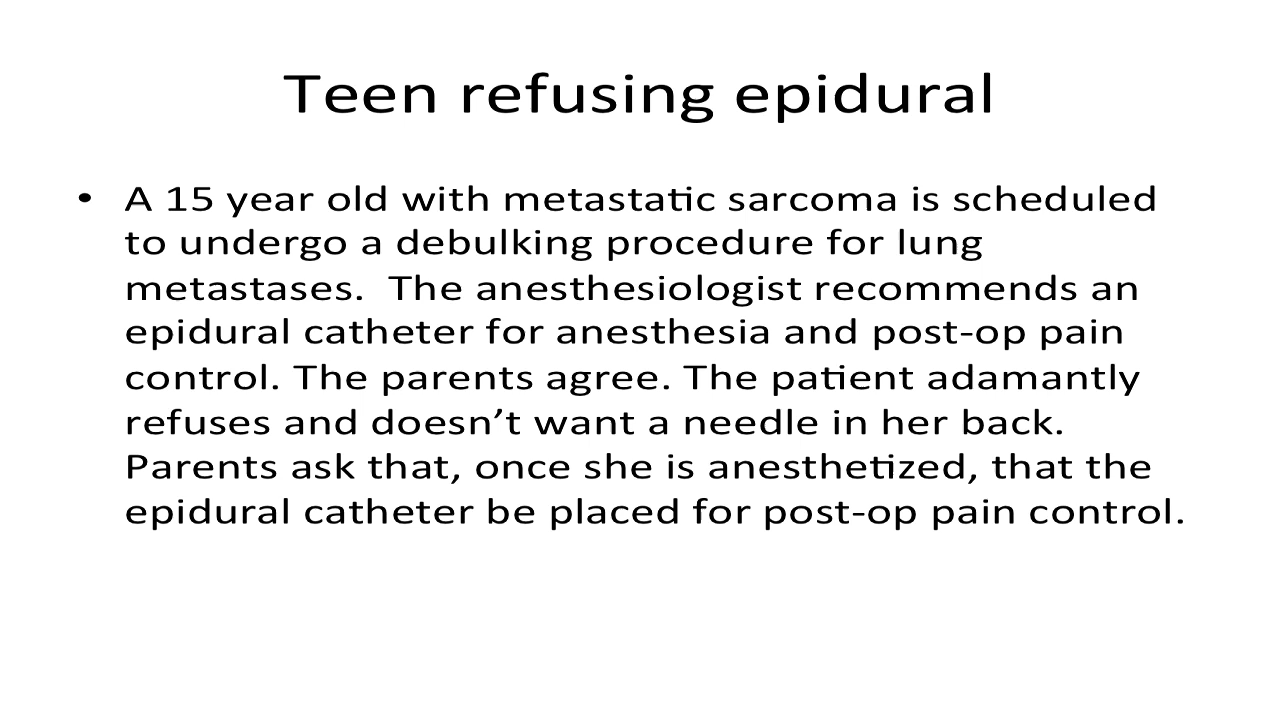 Teen refusing epidural
• A 15 year old with metastatic sarcoma is scheduled
to undergo a debulking procedure for lung
metastases.  The anesthesiologist recommends an
epidural catheter for anesthesia and post-op pain
control. The parents agree. The patient adamantly
refuses and doesn’t want a needle in her back.
Parents ask that, once she is anesthetized, that the
epidural catheter be placed for post-op pain control.